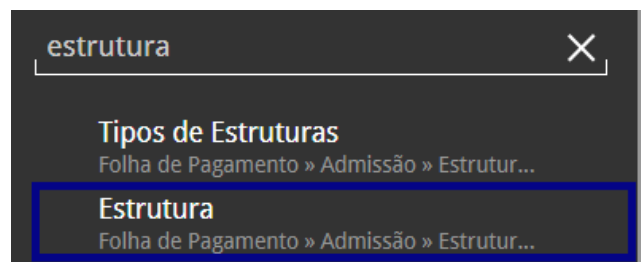 estrutura
Tipos de Estruturas
Folha de Pagamento » Admissão » Estrutur...
Estrutura
Folha de Pagamento » Admissão » Estrutur...